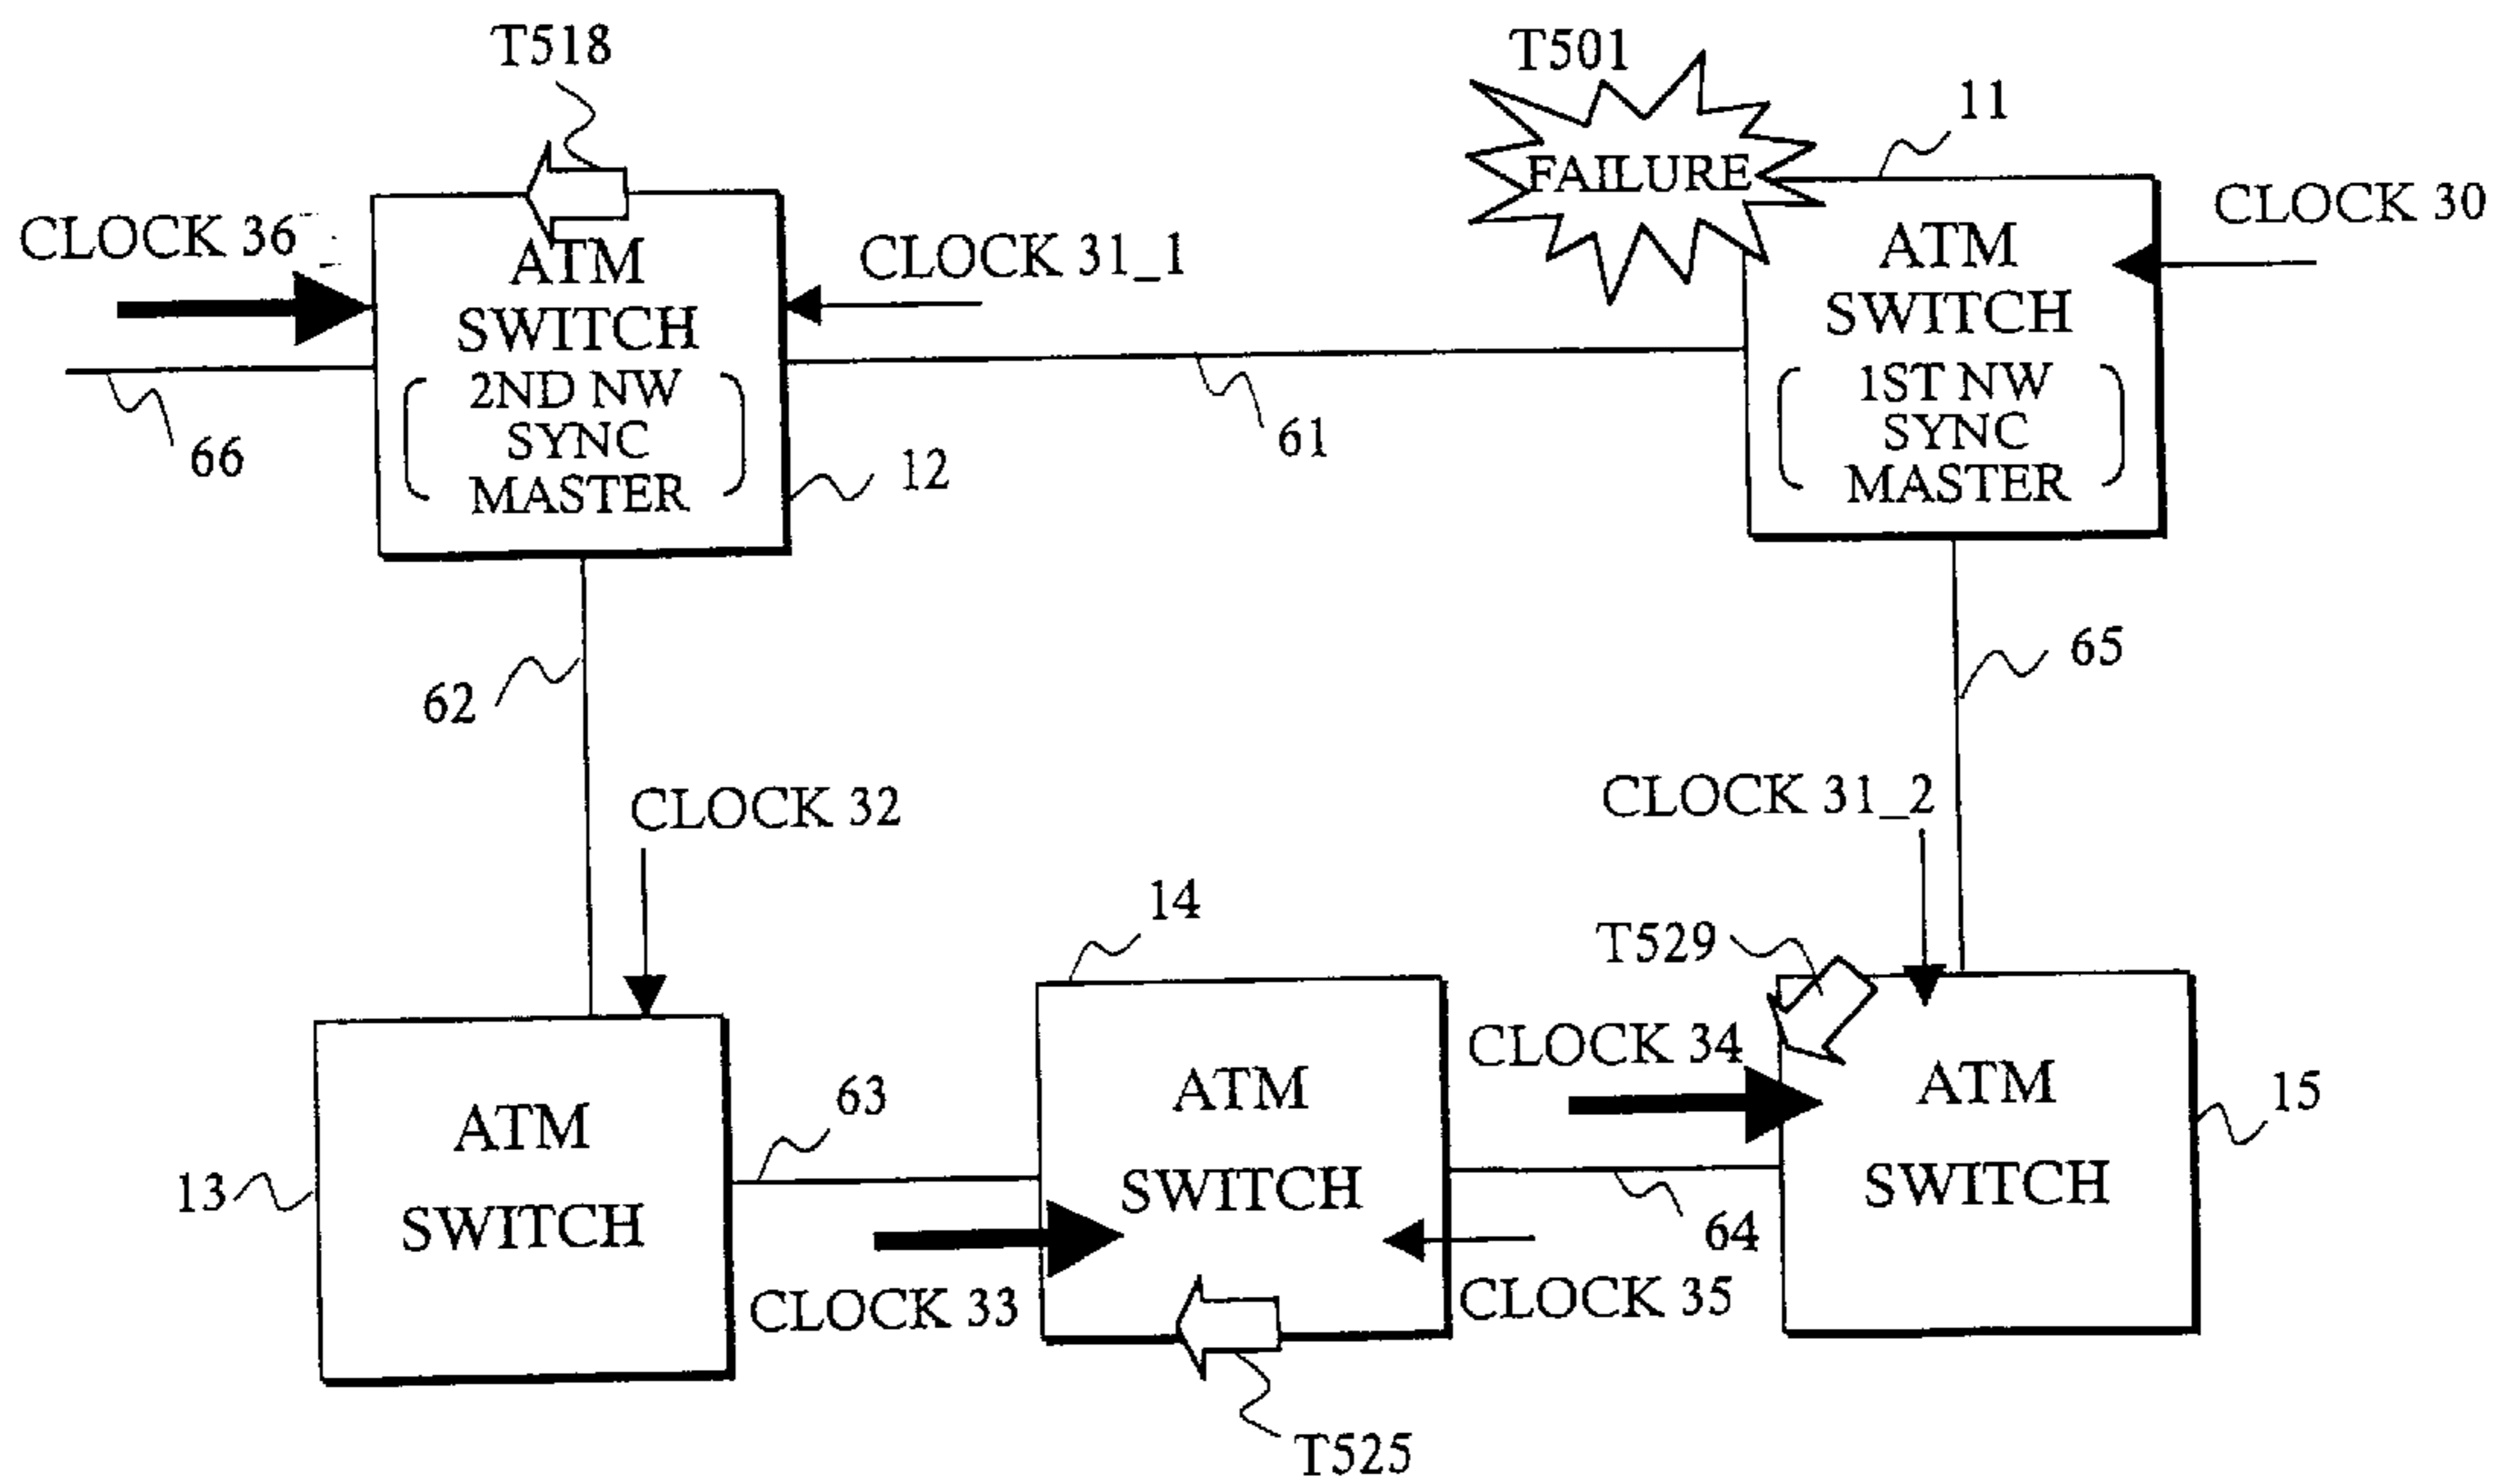 T518
T501
11
FAILURE
CLOCK 36
CLOCK 31_1
CLOCK 30
ATM
SWITCH
2ND NW
SYNC
MASTER
ATM
SWITCH
1ST NW
SYNC
MASTER
66
12
61
62
65
CLOCK 32
CLOCK 31_2
14
T529
CLOCK 34
13
ATM
SWITCH
63
ATM
SWITCH
ATM
SWITCH
15
64
CLOCK 33
CLOCK 35
T525